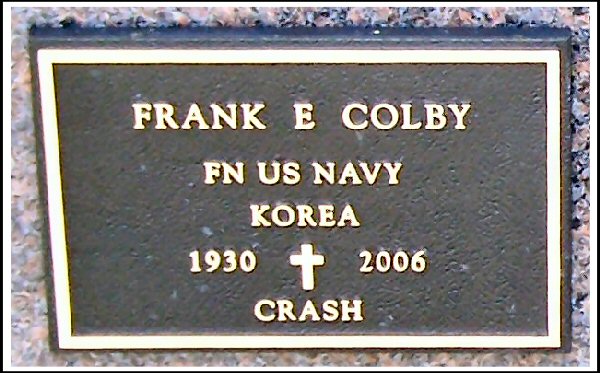 FRANK E COLBY
FN US NAVY
KOREA
1930 2006
CRASH